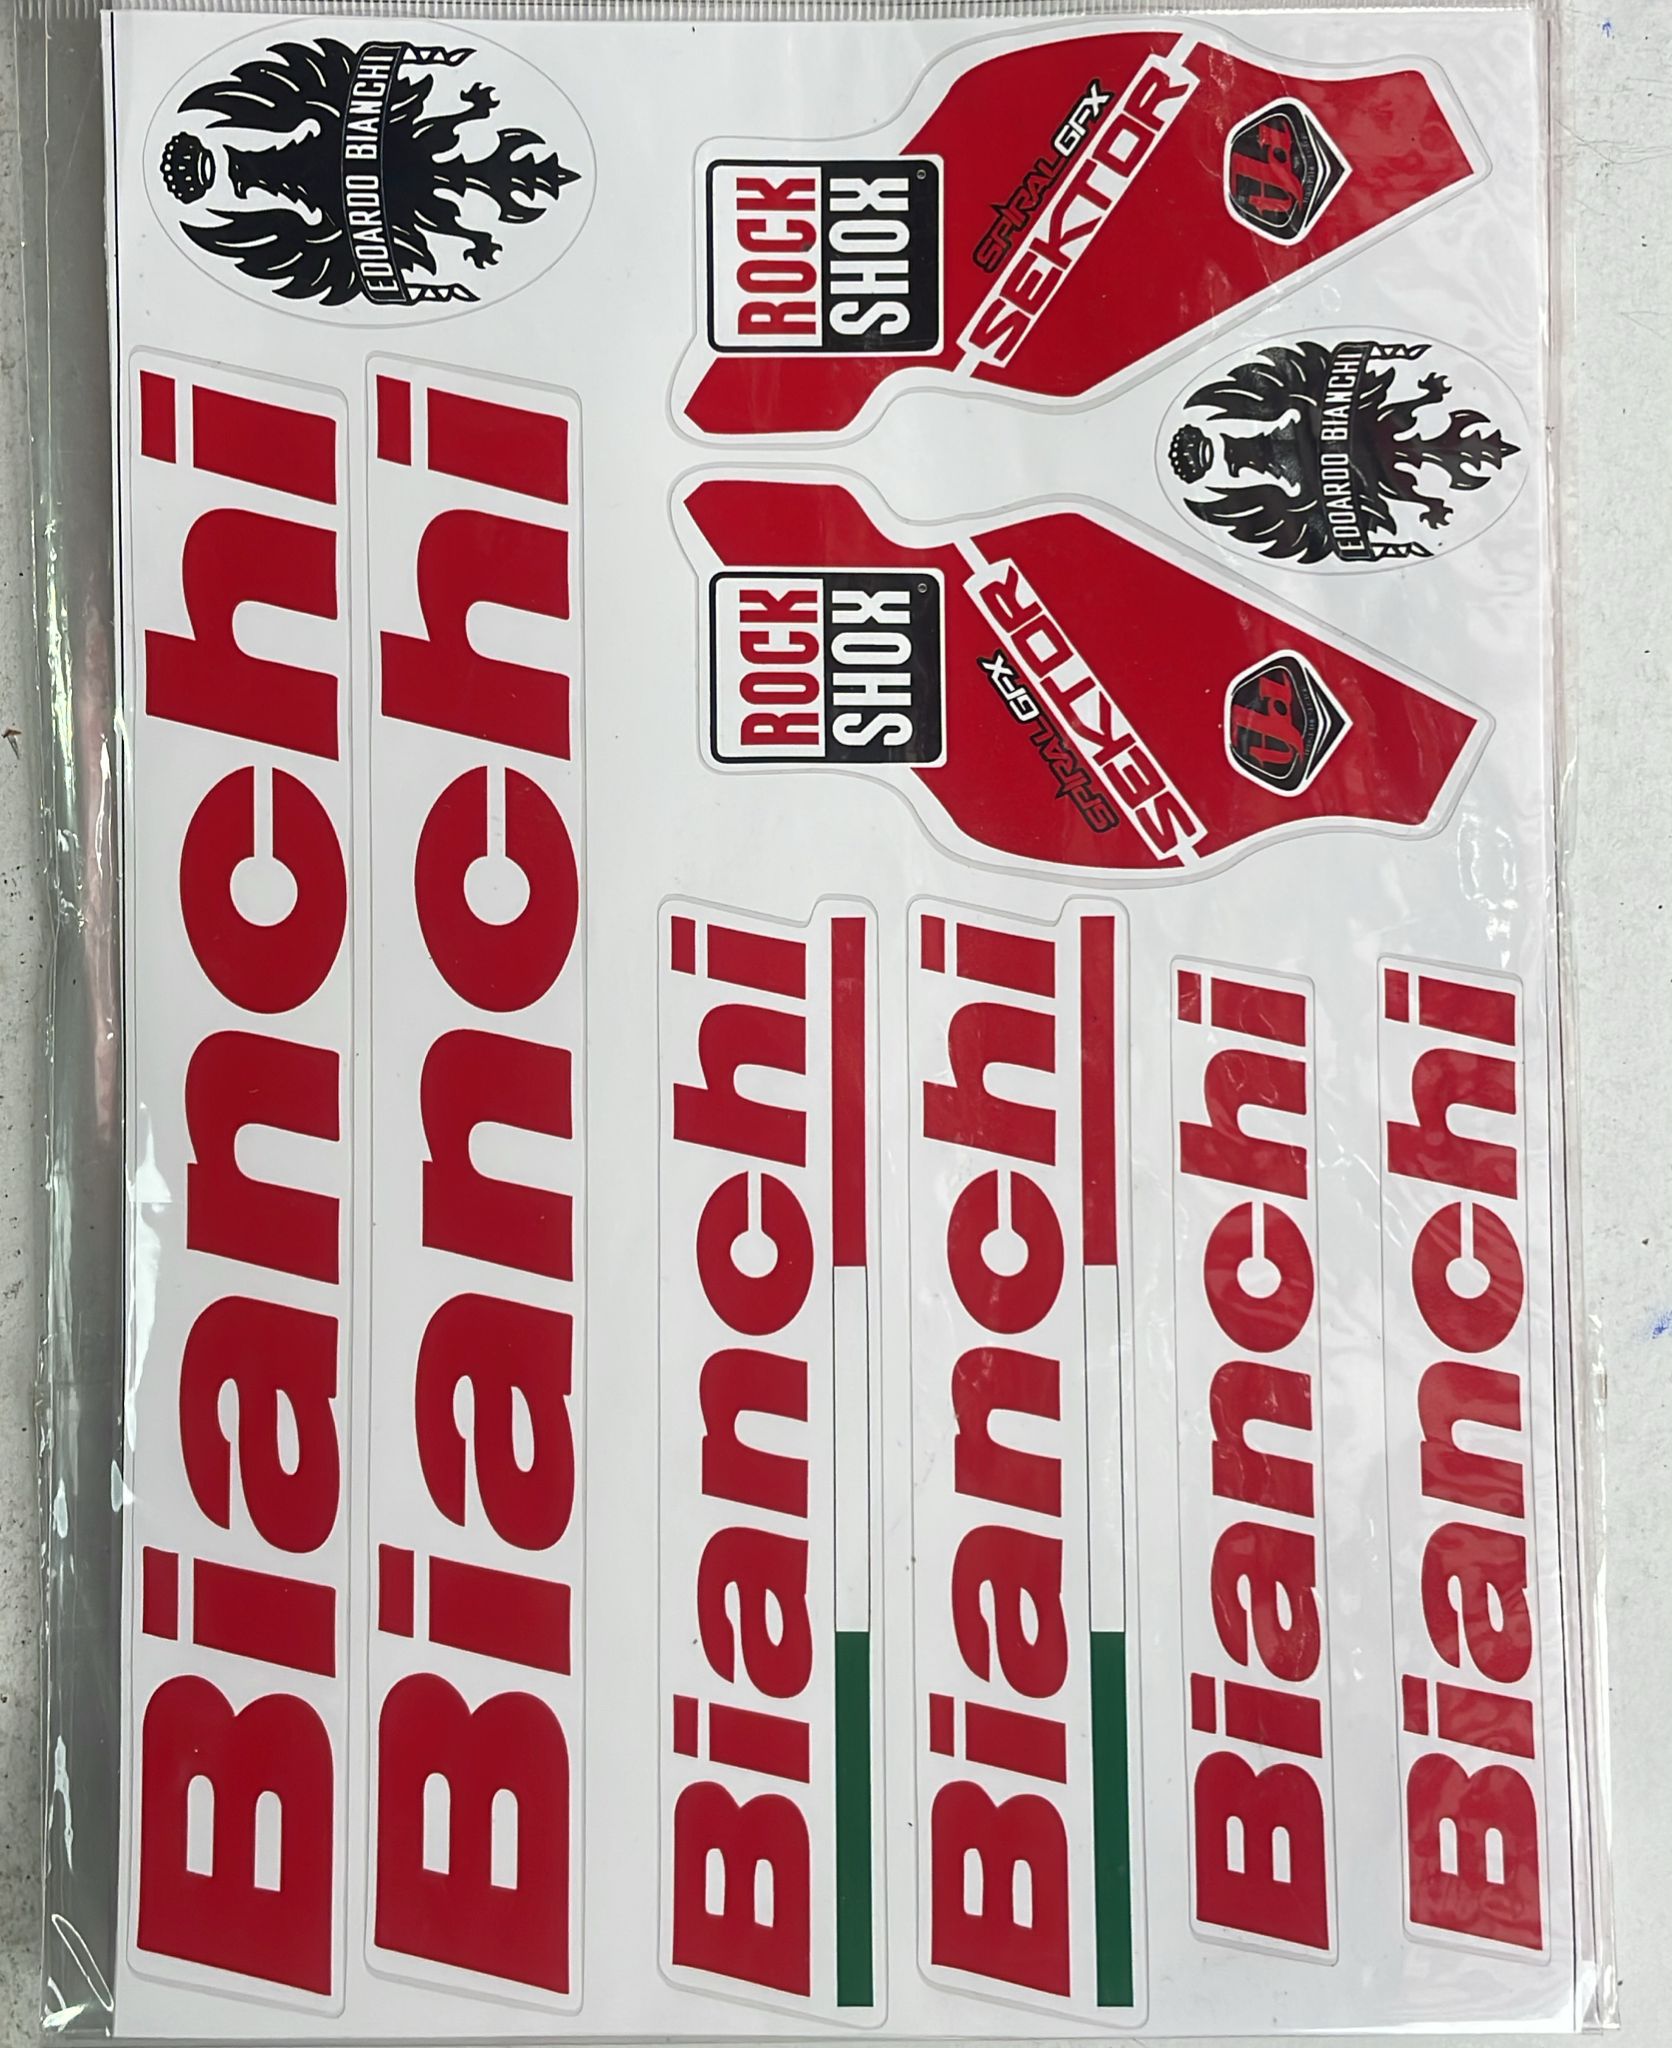 EDOARDO BIANCHI
Bianchi
Bianchi
ROCK
SHOX
SPIRAL GFX
SEKTOR
EDOARDO BIANCHI
ROCK
SHOX
SPIRAL GFX
SEKTOR
Bianchi
Bianchi
Bianchi
Bianchi